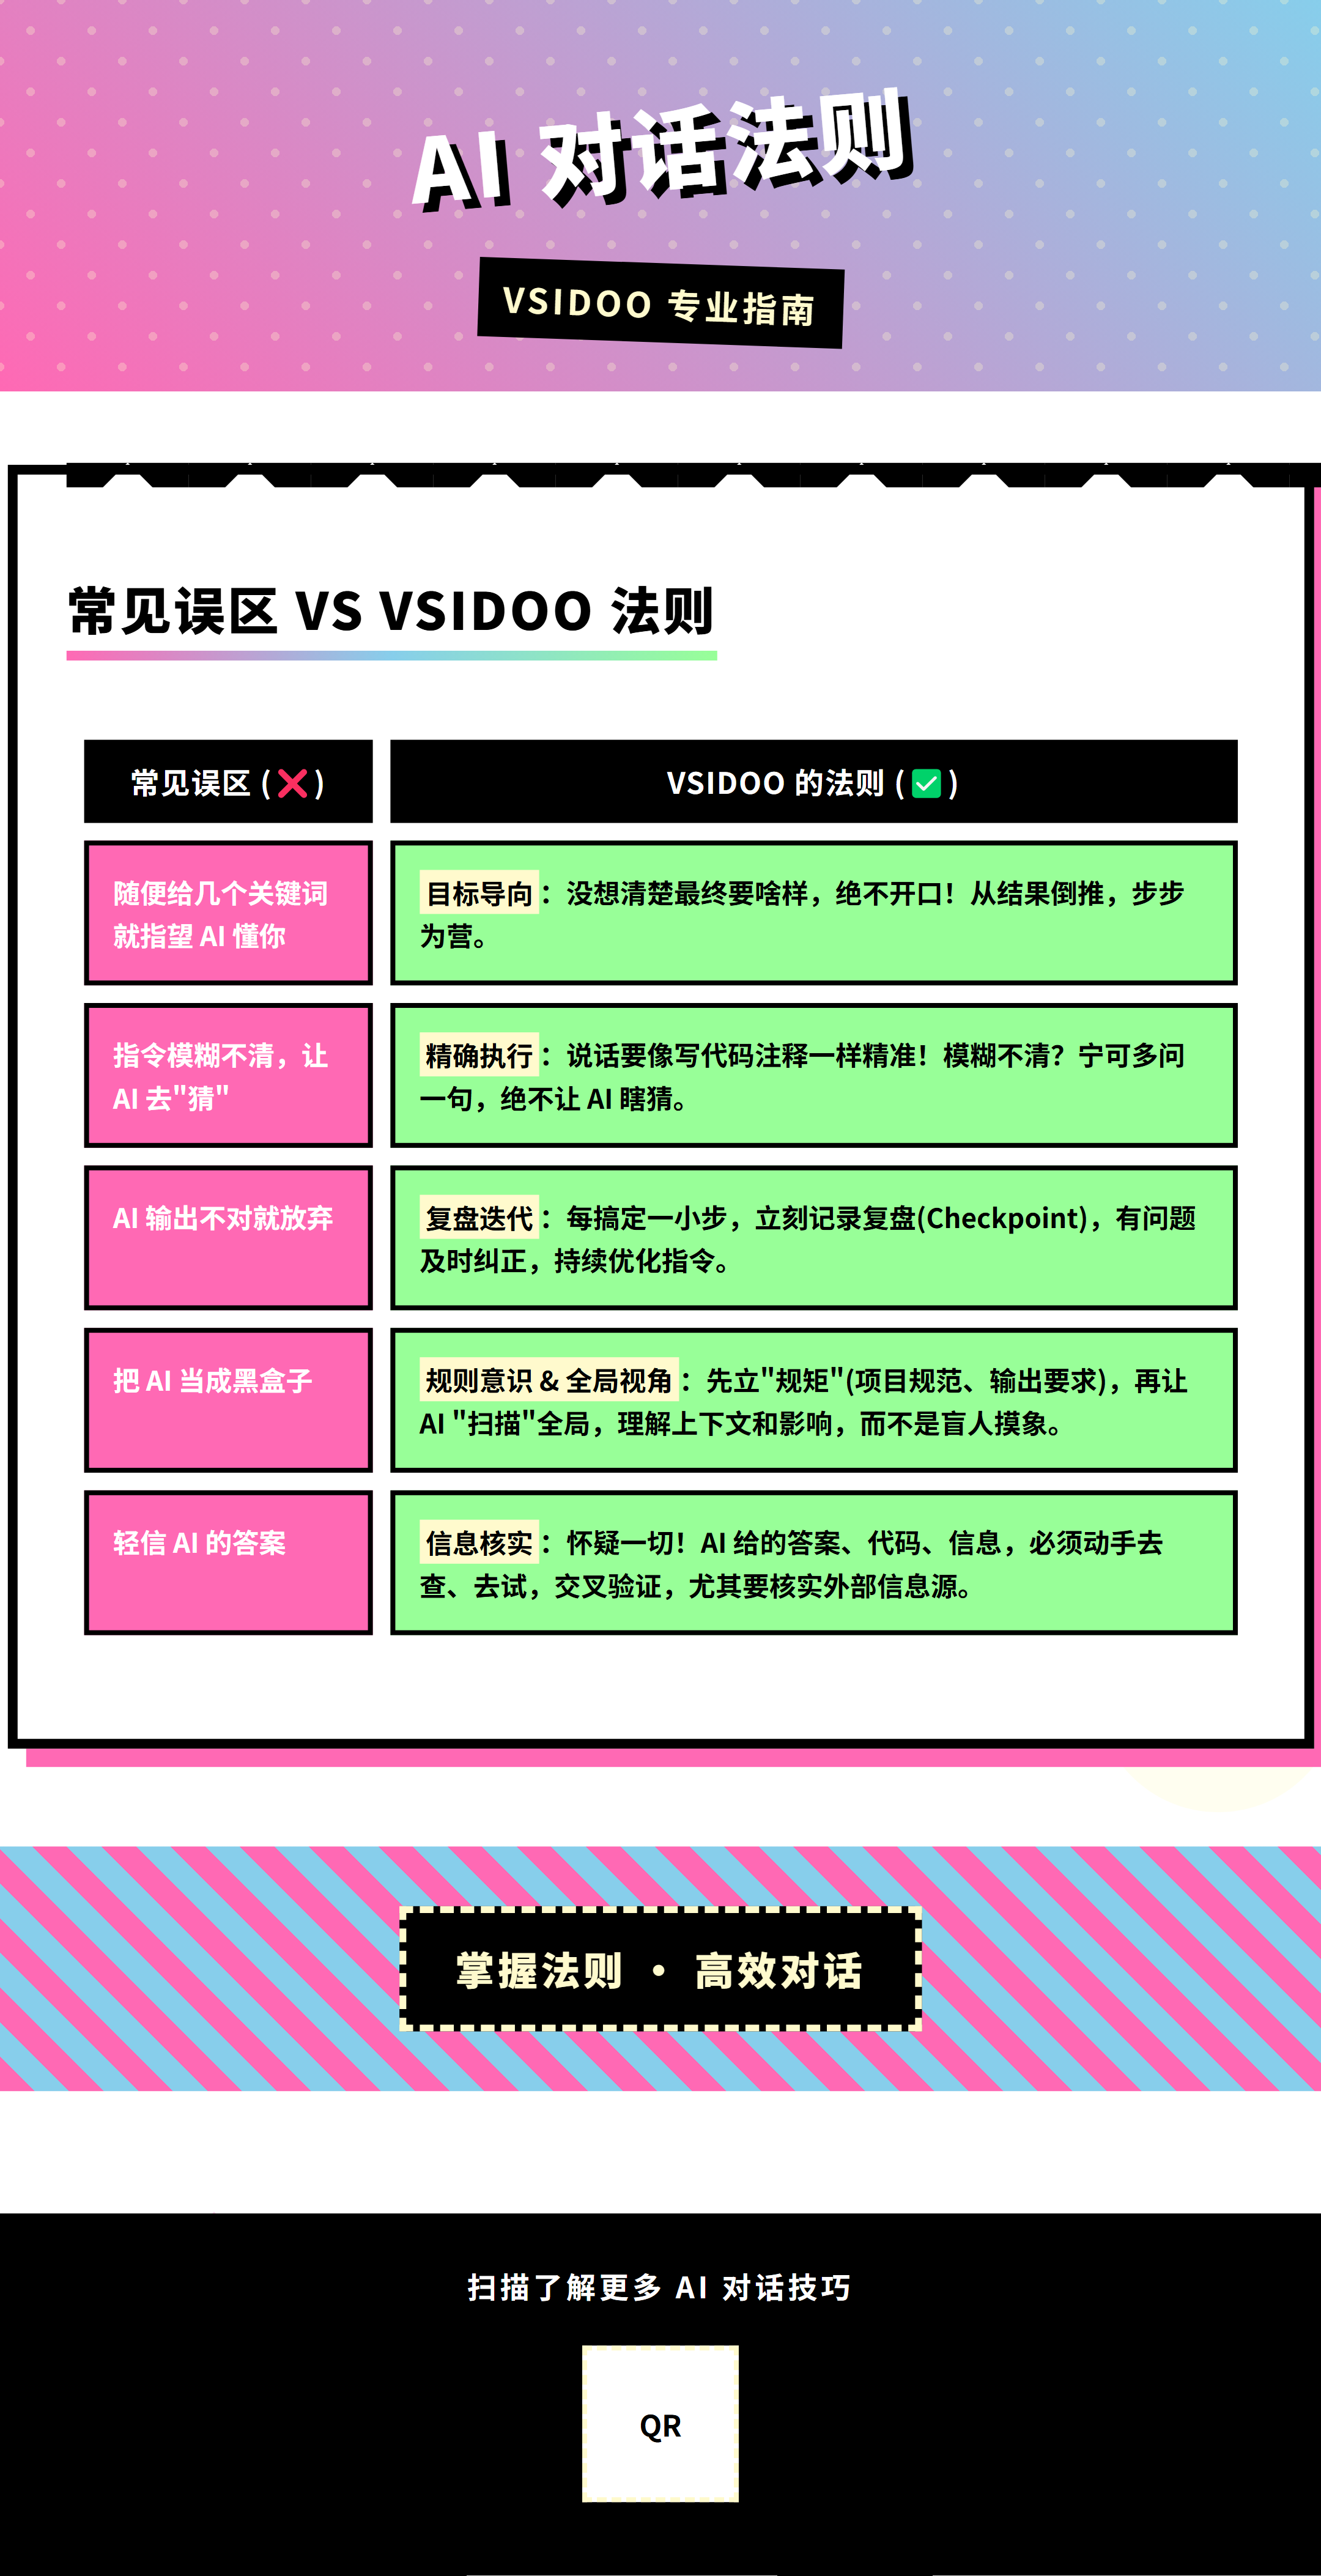 AI 对话法则
VSIDOO 专业指南
常见误区 VS VSIDOO 法则
常见误区 (❌)
VSIDOO 的法则 (✅)
随便给几个关键词
就指望 AI 懂你
目标导向：没想清楚最终要啥样，绝不开口！从结果倒推，步步
为营。
指令模糊不清，让
AI 去"猜"
精确执行：说话要像写代码注释一样精准！模糊不清？宁可多问
一句，绝不让 AI 瞎猜。
AI 输出不对就放弃
复盘迭代：每搞定一小步，立刻记录复盘(Checkpoint)，有问题
及时纠正，持续优化指令。
把 AI 当成黑盒子
规则意识 & 全局视角：先立"规矩"(项目规范、输出要求)，再让
AI "扫描"全局，理解上下文和影响，而不是盲人摸象。
轻信 AI 的答案
信息核实：怀疑一切！AI 给的答案、代码、信息，必须动手去
查、去试，交叉验证，尤其要核实外部信息源。
掌握法则 • 高效对话
扫描了解更多 AI 对话技巧
QR